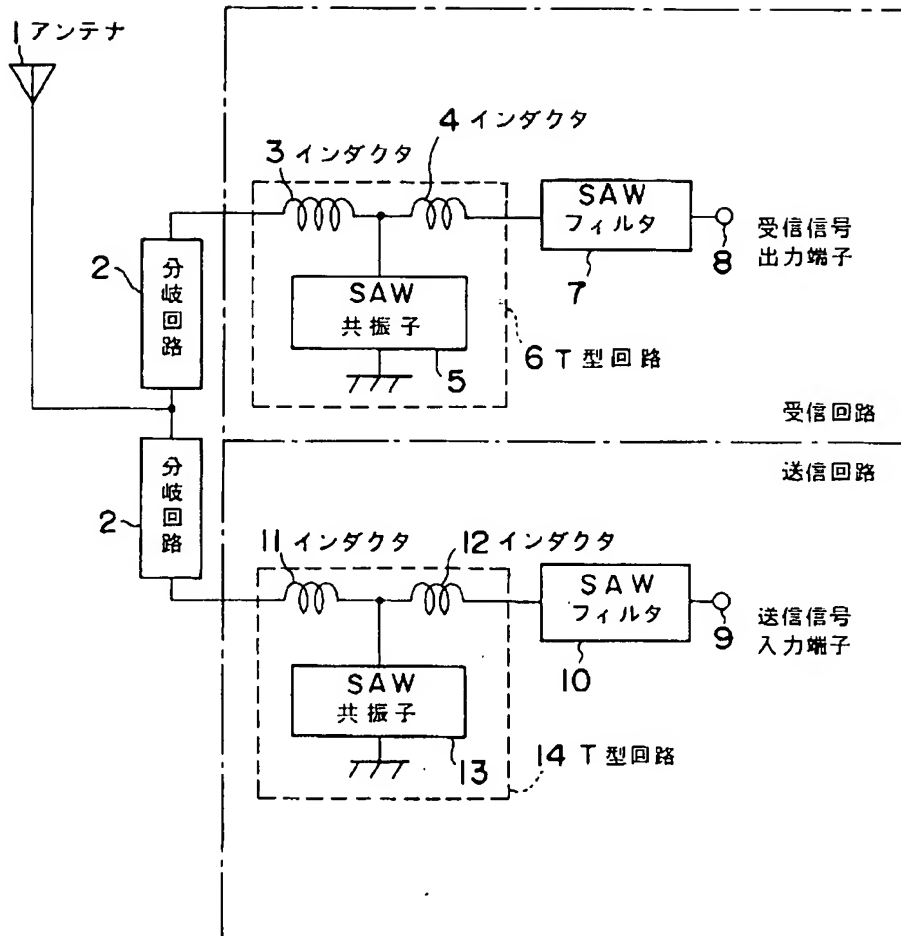 1 アンテナ
4 インダクタ
3 インダクタ
SAW
フィルタ
7
8
受信信号
出力端子
2
分岐回路
SAW
共振子
5
6 T型回路
受信回路
送信回路
2
分岐回路
11 インダクタ
12 インダクタ
SAW
フィルタ
10
9
送信信号
入力端子
SAW
共振子
13
14 T型回路